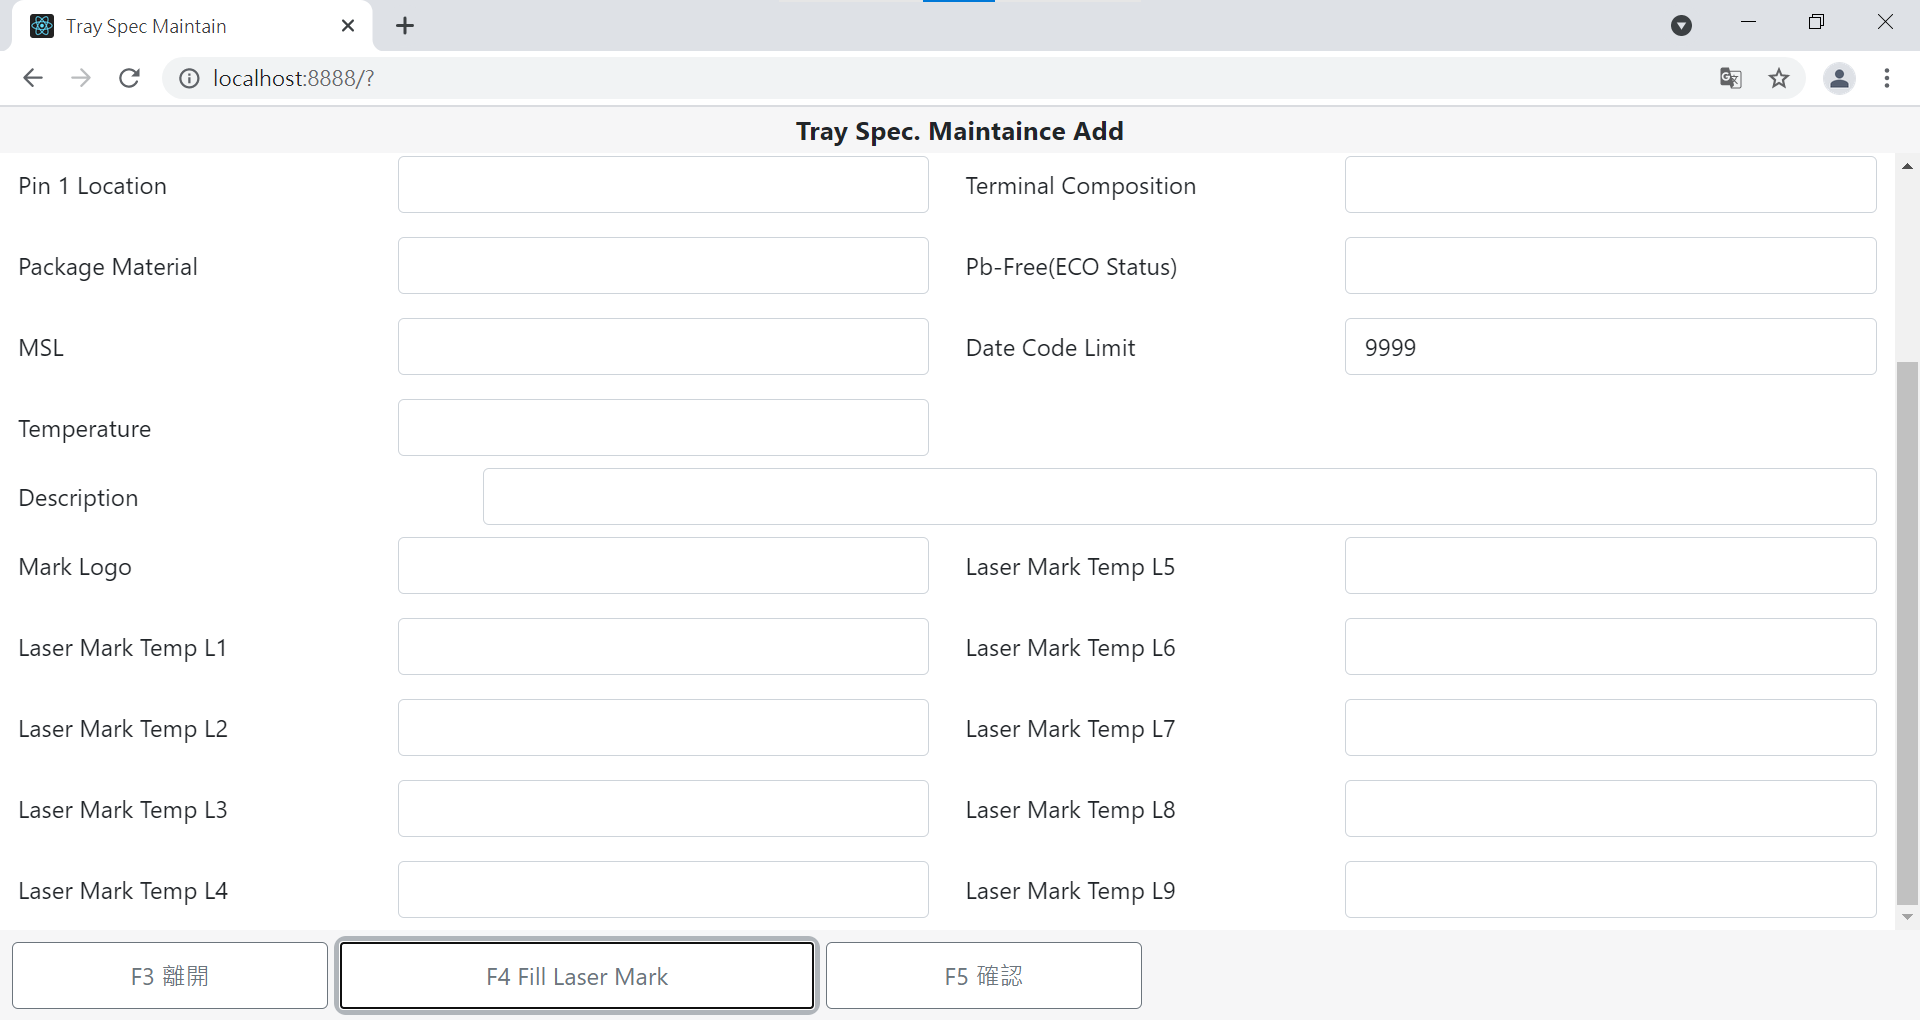 Tray Spec Maintain
localhost:8888/?
Tray Spec. Maintaince Add
Pin 1 Location
Terminal Composition
Package Material
Pb-Free(ECO Status)
MSL
Date Code Limit
9999
Temperature
Description
Mark Logo
Laser Mark Temp L5
Laser Mark Temp L1
Laser Mark Temp L6
Laser Mark Temp L2
Laser Mark Temp L7
Laser Mark Temp L3
Laser Mark Temp L8
Laser Mark Temp L4
Laser Mark Temp L9
F3 離開
F4 Fill Laser Mark
F5 確認